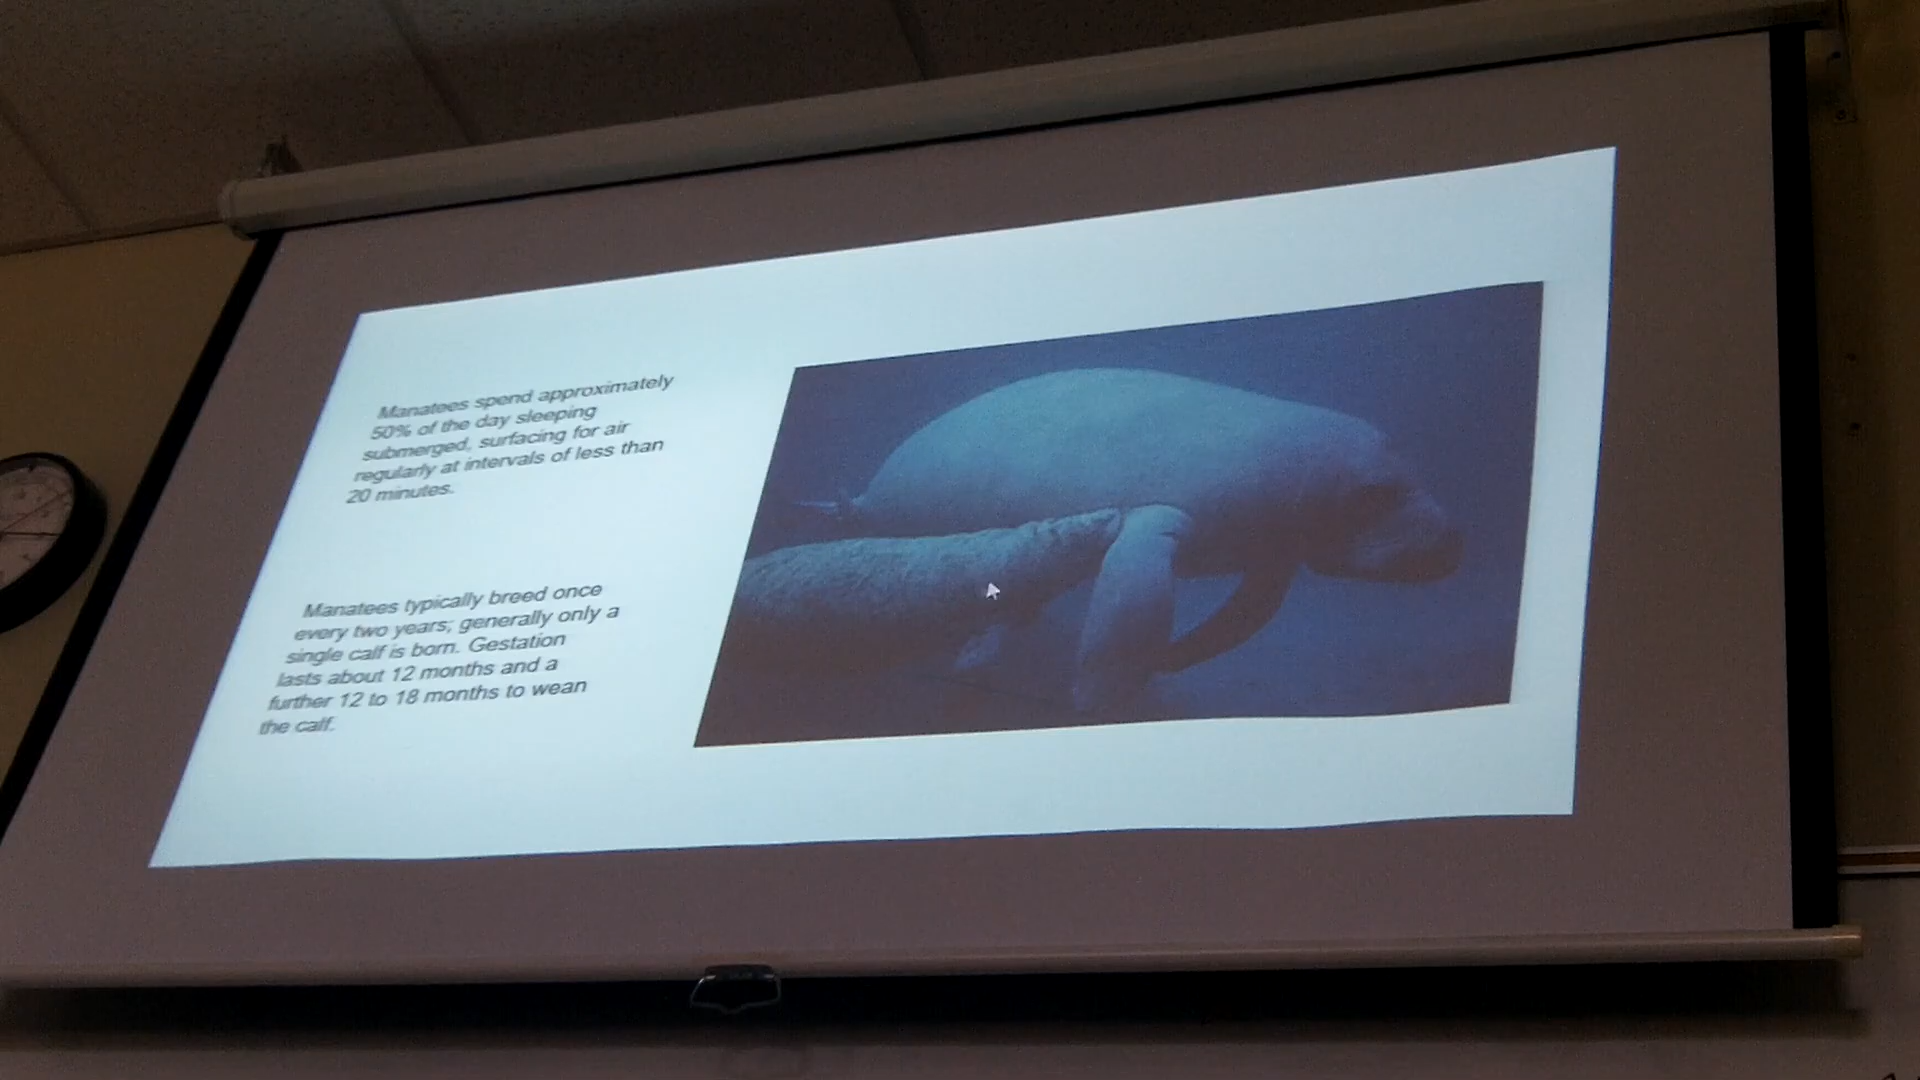 Manatees spend approximately
50% of the day sleeping
submerged, surfacing for air
regularly at intervals of less than
20 minutes.
Manatees typically breed once
every two years; generally only a
single calf is born. Gestation
lasts about 12 months and a
further 12 to 18 months to wean
the calf.